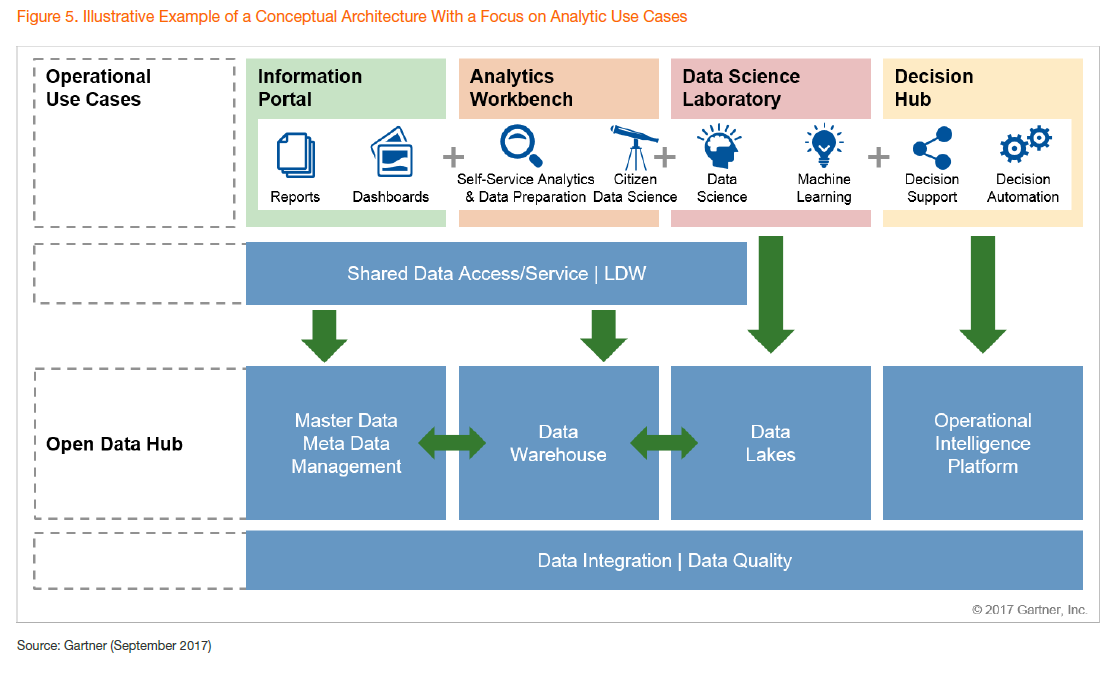 Figure 5. Illustrative Example of a Conceptual Architecture With a Focus on Analytic Use Cases
Operational
Use Cases
Information
Portal
Reports
Dashboards
Analytics
Workbench
Self-Service Analytics
& Data Preparation
Citizen
Data Science
Data Science
Laboratory
Data
Science
Machine
Learning
Decision
Hub
Decision
Support
Decision
Automation
Shared Data Access/Service | LDW
Open Data Hub
Master Data
Meta Data
Management
Data
Warehouse
Data
Lakes
Operational
Intelligence
Platform
Data Integration | Data Quality
© 2017 Gartner, Inc.
Source: Gartner (September 2017)